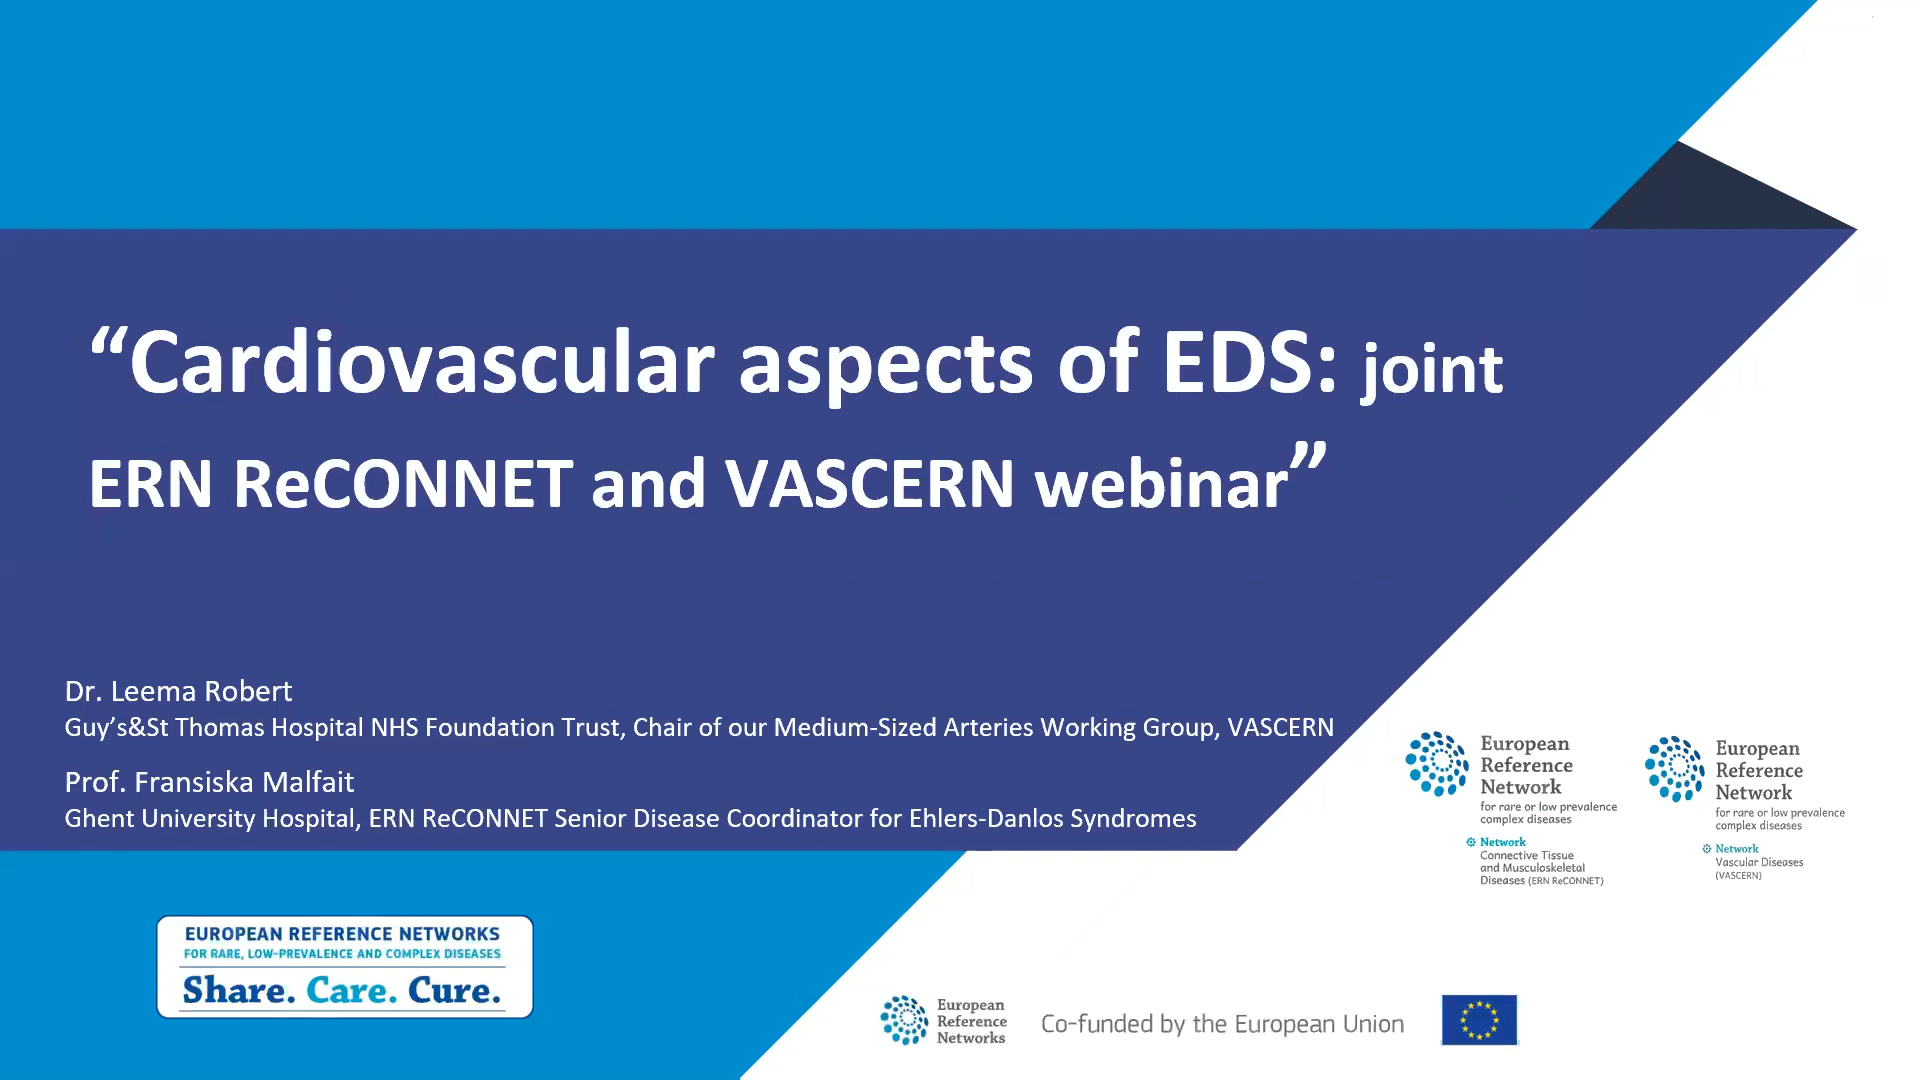 “Cardiovascular aspects of EDS: joint
ERN ReCONNET and VASCERN webinar”
Dr. Leema Robert
Guy’s&St Thomas Hospital NHS Foundation Trust, Chair of our Medium-Sized Arteries Working Group, VASCERN
Prof. Fransiska Malfait
Ghent University Hospital, ERN ReCONNET Senior Disease Coordinator for Ehlers-Danlos Syndromes
European
Reference
Network
for rare or low prevalence
complex diseases
Network
Connective Tissue
and Musculoskeletal
Diseases (ERN ReCONNET)
European
Reference
Network
for rare or low prevalence
complex diseases
Network
Vascular Diseases
(VASCERN)
EUROPEAN REFERENCE NETWORKS
FOR RARE, LOW-PREVALENCE AND COMPLEX DISEASES
Share. Care. Cure.
European
Reference
Networks
Co-funded by the European Union